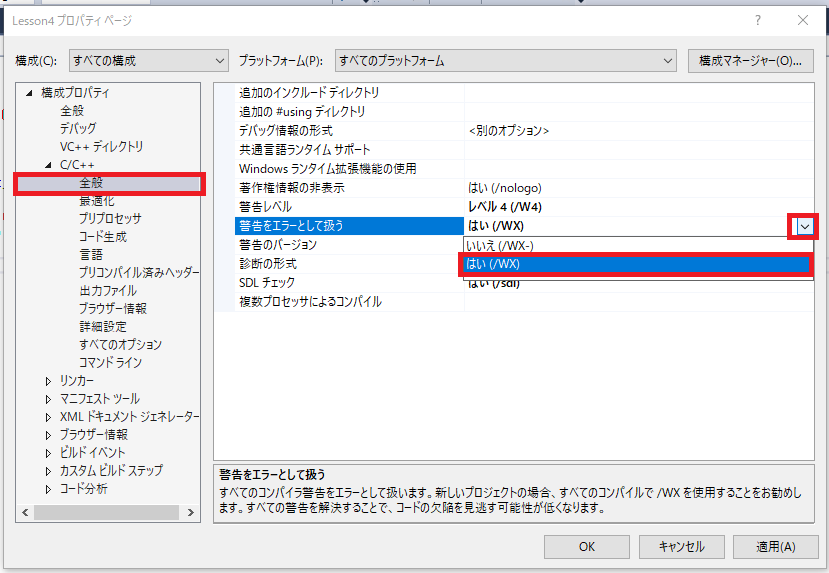 Lesson4 プロパティ ページ
構成(C): すべての構成 プラットフォーム(P): すべてのプラットフォーム 構成マネージャー(O)...
構成プロパティ
全般
デバッグ
VC++ ディレクトリ
C/C++
全般
最適化
プリプロセッサ
コード生成
言語
プリコンパイル済みヘッダー
出力ファイル
ブラウザー情報
詳細設定
すべてのオプション
コマンド ライン
リンカー
マニフェスト ツール
XML ドキュメント ジェネレーター
ブラウザー情報
ビルド イベント
カスタム ビルド ステップ
コード分析
追加のインクルード ディレクトリ
追加の #using ディレクトリ
デバッグ情報の形式 <別のオプション>
共通言語ランタイム サポート
Windows ランタイム拡張機能の使用
著作権情報の非表示 はい (/nologo)
警告レベル レベル 4 (/W4)
警告をエラーとして扱う はい (/WX)
警告のバージョン いいえ (/WX-)
診断の形式 はい (/WX)
SDL チェック はい (/sdl)
複数プロセッサによるコンパイル
警告をエラーとして扱う
すべてのコンパイラ警告をエラーとして扱います。新しいプロジェクトの場合、すべてのコンパイルで /WX を使用することをお勧めし
ます。すべての警告を解決することで、コードの欠陥を見逃す可能性が低くなります。
OK キャンセル 適用(A)